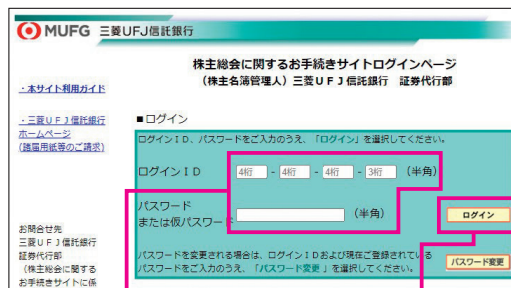 MUFG 三菱UFJ信託銀行
株主総会に関するお手続きサイトログインページ
(株主名簿管理人)三菱UFJ信託銀行 証券代行部
・本サイト利用ガイド
・三菱UFJ信託銀行
ホームページ
(諸届用紙等のご請求)
お問合せ先
三菱UFJ信託銀行
証券代行部
(株主総会に関する
お手続きサイトに係
■ログイン
ログインID、パスワードをご入力のうえ、「ログイン」を選択してください。
ログインID 4桁 - 4桁 - 4桁 - 3桁 (半角)
パスワード
または仮パスワード (半角)
ログイン
パスワードを変更される場合は、ログインIDおよび現在ご登録されている
パスワードをご入力のうえ、「パスワード変更」を選択してください。
パスワード変更